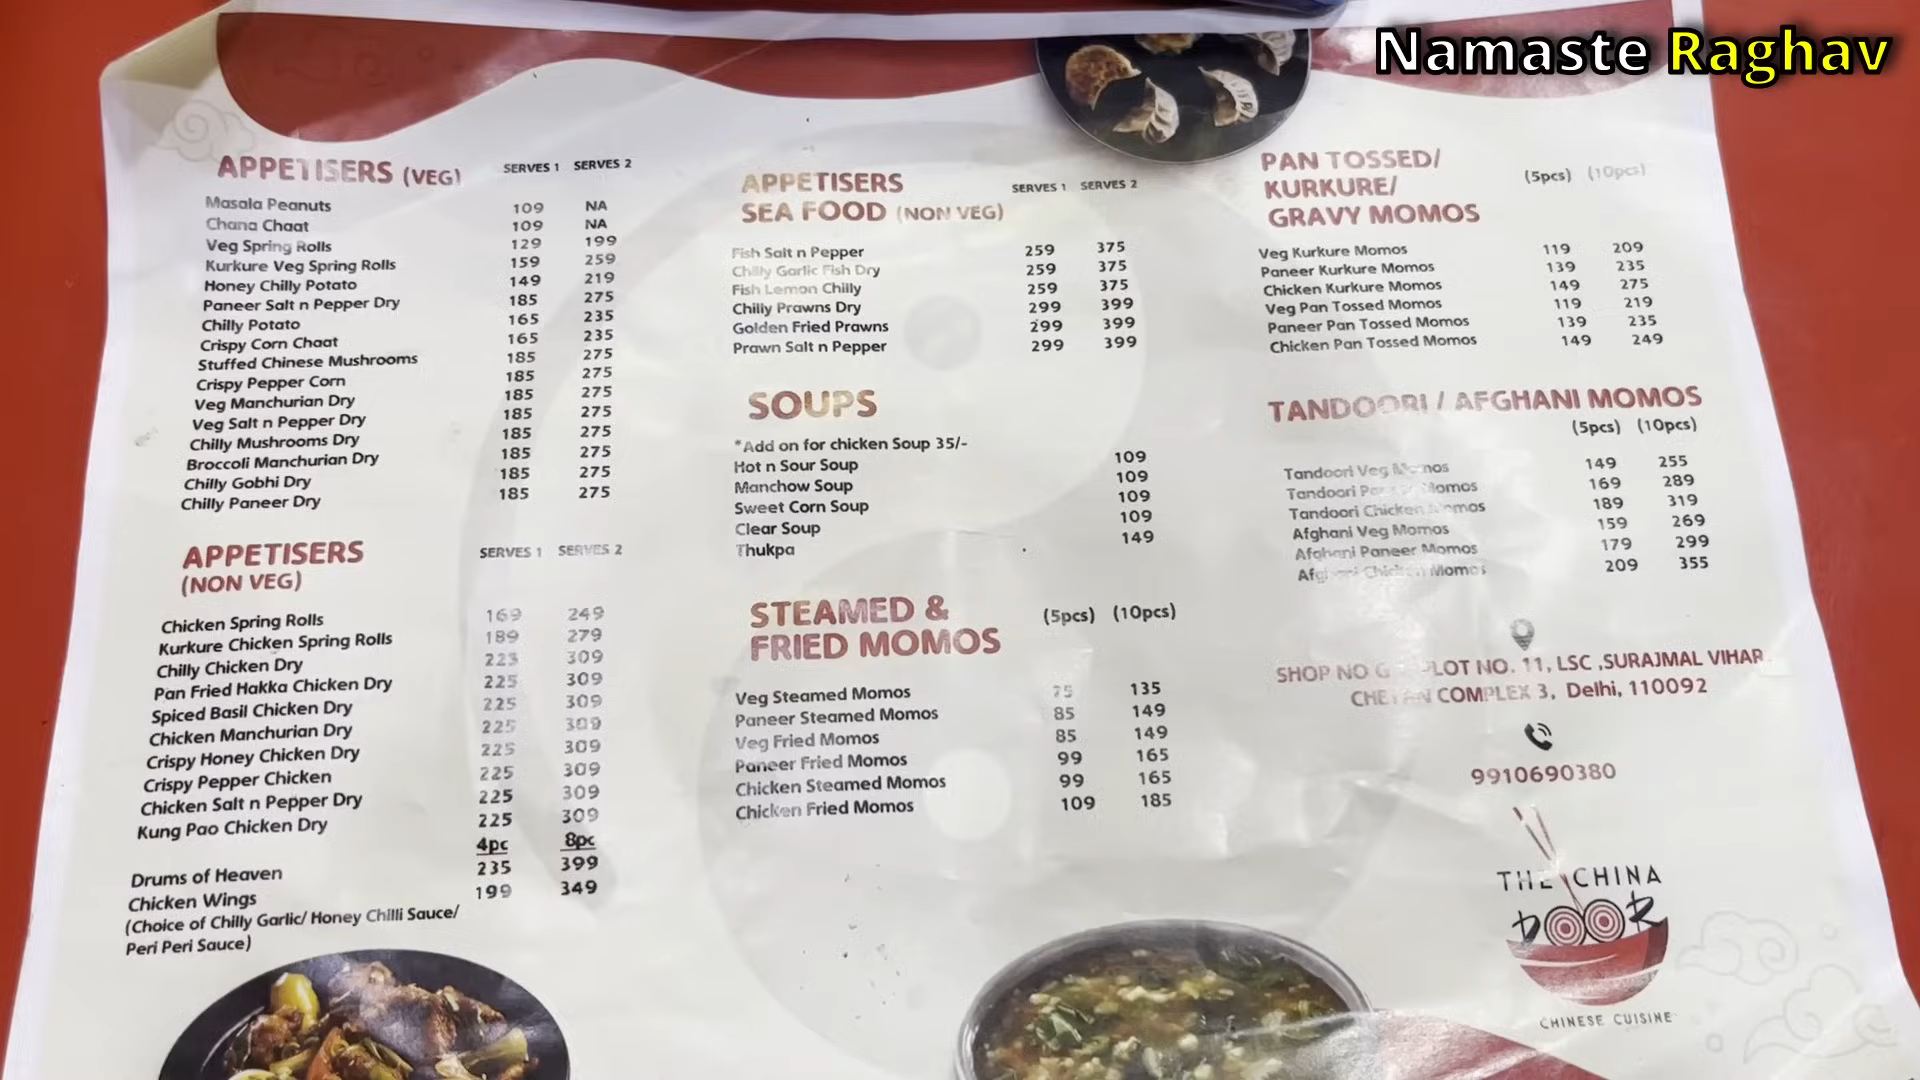 Namaste Raghav
APPETISERS (VEG) SERVES 1 SERVES 2
Masala Peanuts 109 NA
Chana Chaat 109 NA
Veg Spring Rolls 129 199
Kurkure Veg Spring Rolls 159 259
Honey Chilly Potato 149 219
Paneer Salt n Pepper Dry 185 275
Chilly Potato 165 235
Crispy Corn Chaat 165 235
Stuffed Chinese Mushrooms 185 275
Crispy Pepper Corn 185 275
Veg Manchurian Dry 185 275
Veg Salt n Pepper Dry 185 275
Chilly Mushrooms Dry 185 275
Broccoli Manchurian Dry 185 275
Chilly Gobhi Dry 185 275
Chilly Paneer Dry 185 275
APPETISERS SERVES 1 SERVES 2
(NON VEG)
Chicken Spring Rolls 169 249
Kurkure Chicken Spring Rolls 189 279
Chilly Chicken Dry 225 309
Pan Fried Hakka Chicken Dry 225 309
Spiced Basil Chicken Dry 225 309
Chicken Manchurian Dry 225 309
Crispy Honey Chicken Dry 225 309
Crispy Pepper Chicken 225 309
Chicken Salt n Pepper Dry 225 309
Kung Pao Chicken Dry 225 309
4pc 8pc
Drums of Heaven 235 399
Chicken Wings 199 349
(Choice of Chilly Garlic/ Honey Chilli Sauce/
Peri Peri Sauce)
APPETISERS SERVES 1 SERVES 2
SEA FOOD (NON VEG)
Fish Salt n Pepper 259 375
Chilly Garlic Fish Dry 259 375
Fish Lemon Chilly 259 375
Chilly Prawns Dry 299 399
Golden Fried Prawns 299 399
Prawn Salt n Pepper 299 399
SOUPS
*Add on for chicken Soup 35/-
Hot n Sour Soup 109
Manchow Soup 109
Sweet Corn Soup 109
Clear Soup 109
Thukpa 149
STEAMED & (5pcs) (10pcs)
FRIED MOMOS
Veg Steamed Momos 75 135
Paneer Steamed Momos 85 149
Veg Fried Momos 85 149
Paneer Fried Momos 99 165
Chicken Steamed Momos 99 165
Chicken Fried Momos 109 185
PAN TOSSED/ (5pcs) (10pcs)
KURKURE/
GRAVY MOMOS
Veg Kurkure Momos 119 209
Paneer Kurkure Momos 139 235
Chicken Kurkure Momos 149 275
Veg Pan Tossed Momos 119 219
Paneer Pan Tossed Momos 139 235
Chicken Pan Tossed Momos 149 249
TANDOORI / AFGHANI MOMOS
(5pcs) (10pcs)
Tandoori Veg Momos 149 255
Tandoori Paneer Momos 169 289
Tandoori Chicken Momos 189 319
Afghani Veg Momos 159 269
Afghani Paneer Momos 179 299
Afghani Chicken Momos 209 355
SHOP NO PLOT NO. 11, LSC ,SURAJMAL VIHAR
CHETAN COMPLEX 3, Delhi, 110092
9910690380
THE CHINA
DOOR
CHINESE CUISINE